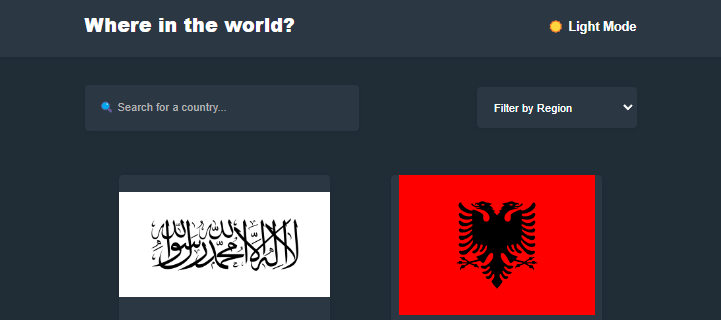 Where in the world?
Light Mode
Search for a country...
Filter by Region
لا إله إلا الله محمد رسول الله